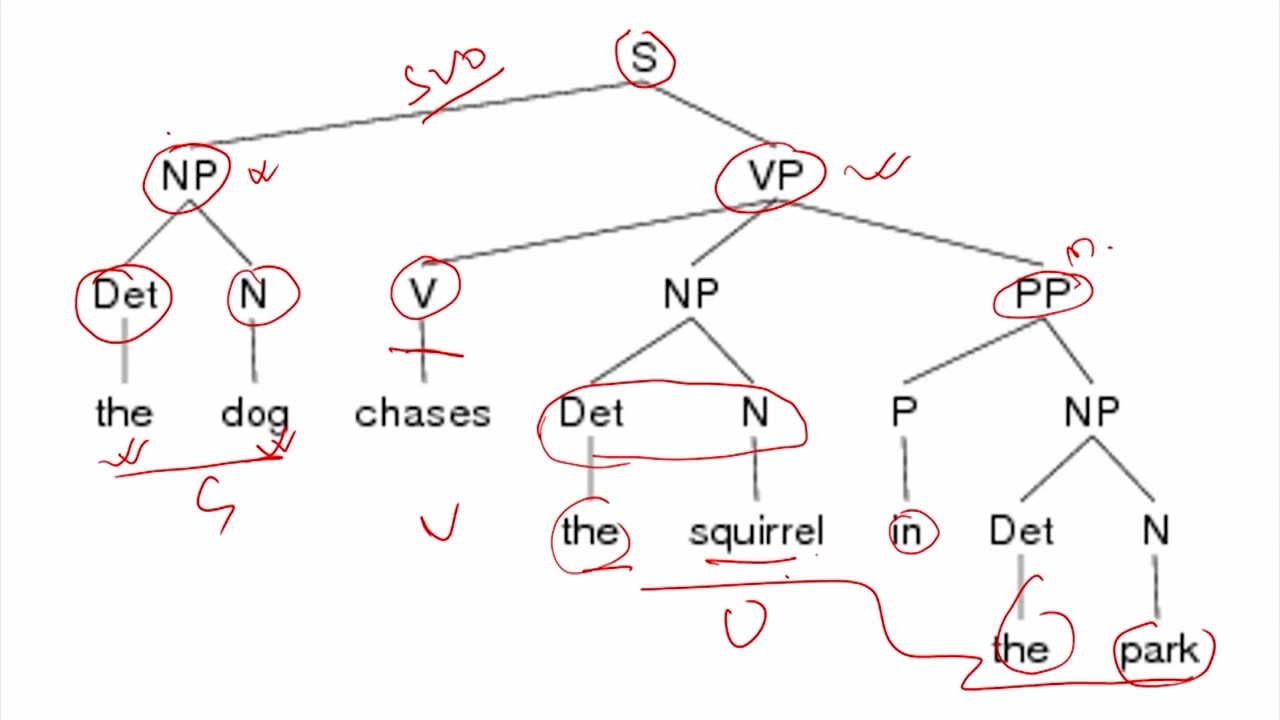 S
SVO
NP VP
Det N V NP PP n.
the dog chases Det N P NP
S V the squirrel in Det N
O the park